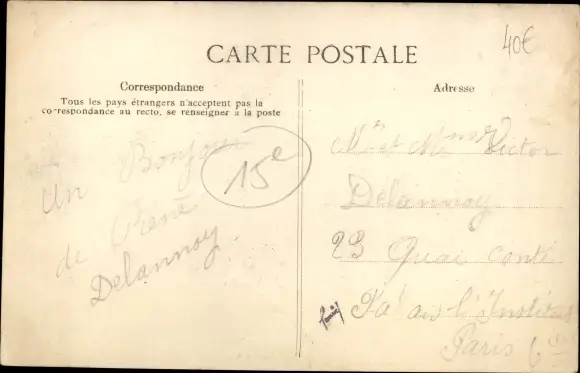 40€
CARTE POSTALE
Correspondance
Tous les pays étrangers n'acceptent pas la
correspondance au recto, se renseigner à la poste
Un Bonjour
de René
Delannoy
15e
Adresse
Mr et Mme Victor
Delannoy
23 Quai Conti
Paris